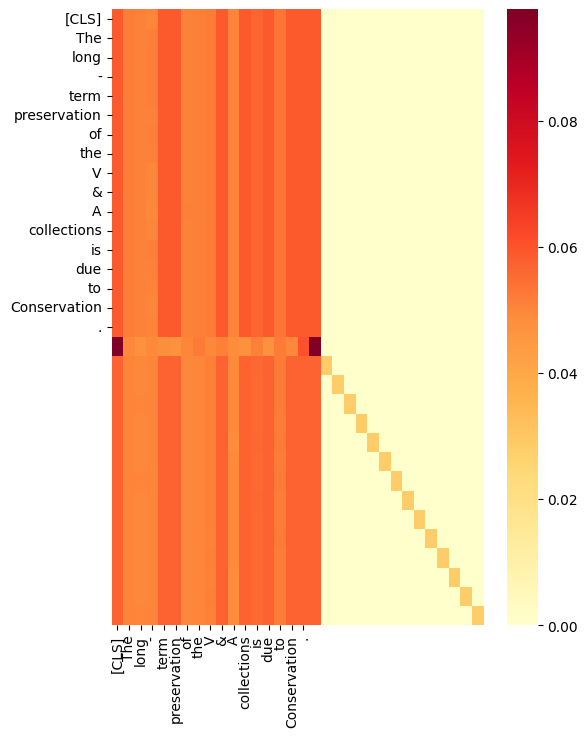 [CLS]
The
long
-
term
preservation
of
the
V
&
A
collections
is
due
to
Conservation
.
0.08
0.06
0.04
0.02
0.00
[CLS]
The
long
-
term
preservation
of
the
V
&
A
collections
is
due
to
Conservation
.